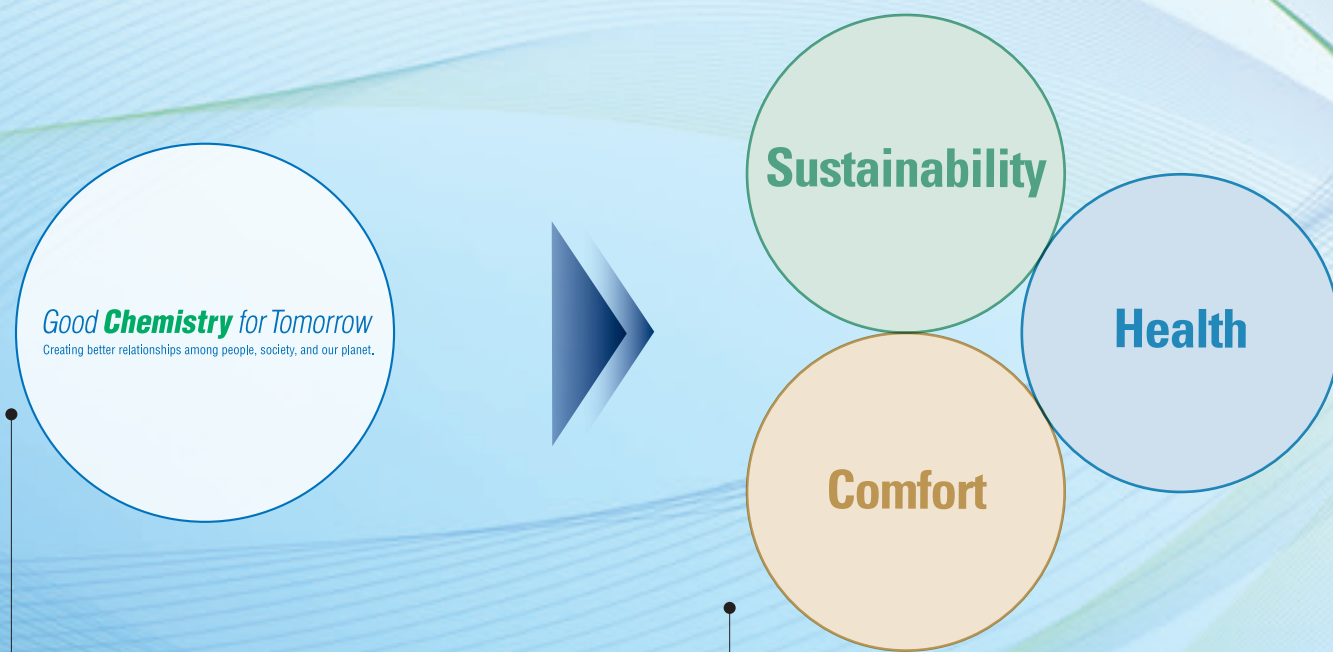 Good Chemistry for Tomorrow
Creating better relationships among people, society, and our planet.
Sustainability
Health
Comfort